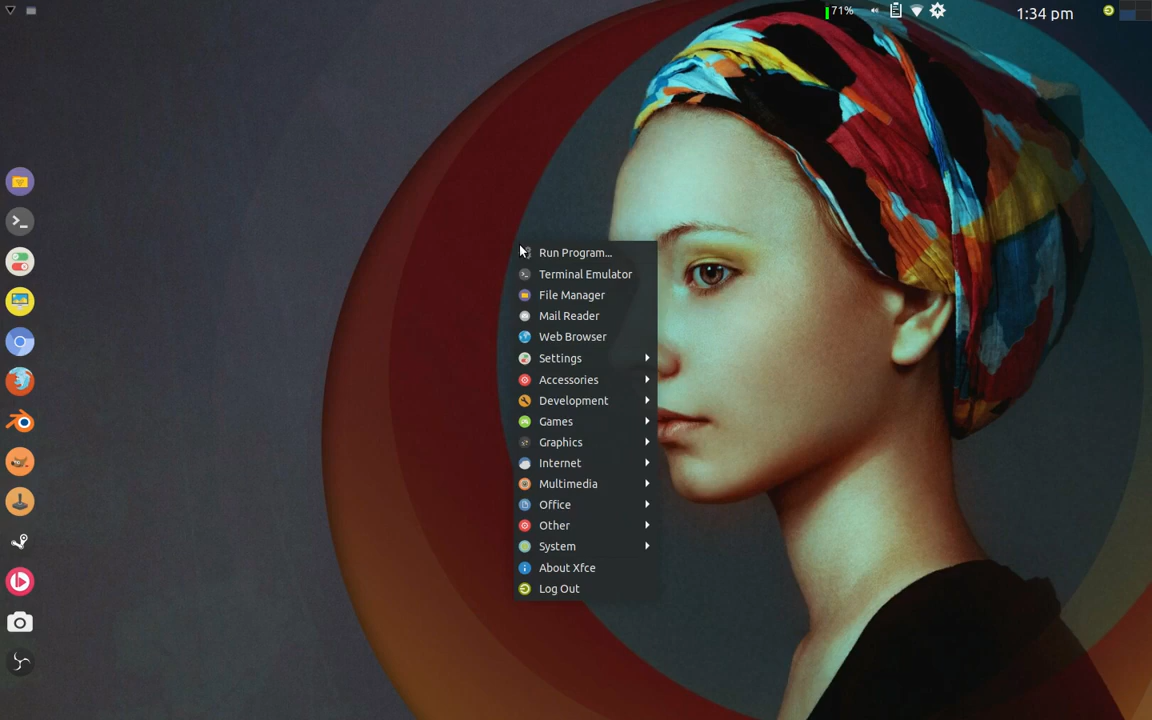 71%
1:34 pm
Run Program...
Terminal Emulator
File Manager
Mail Reader
Web Browser
Settings
Accessories
Development
Games
Graphics
Internet
Multimedia
Office
Other
System
About Xfce
Log Out